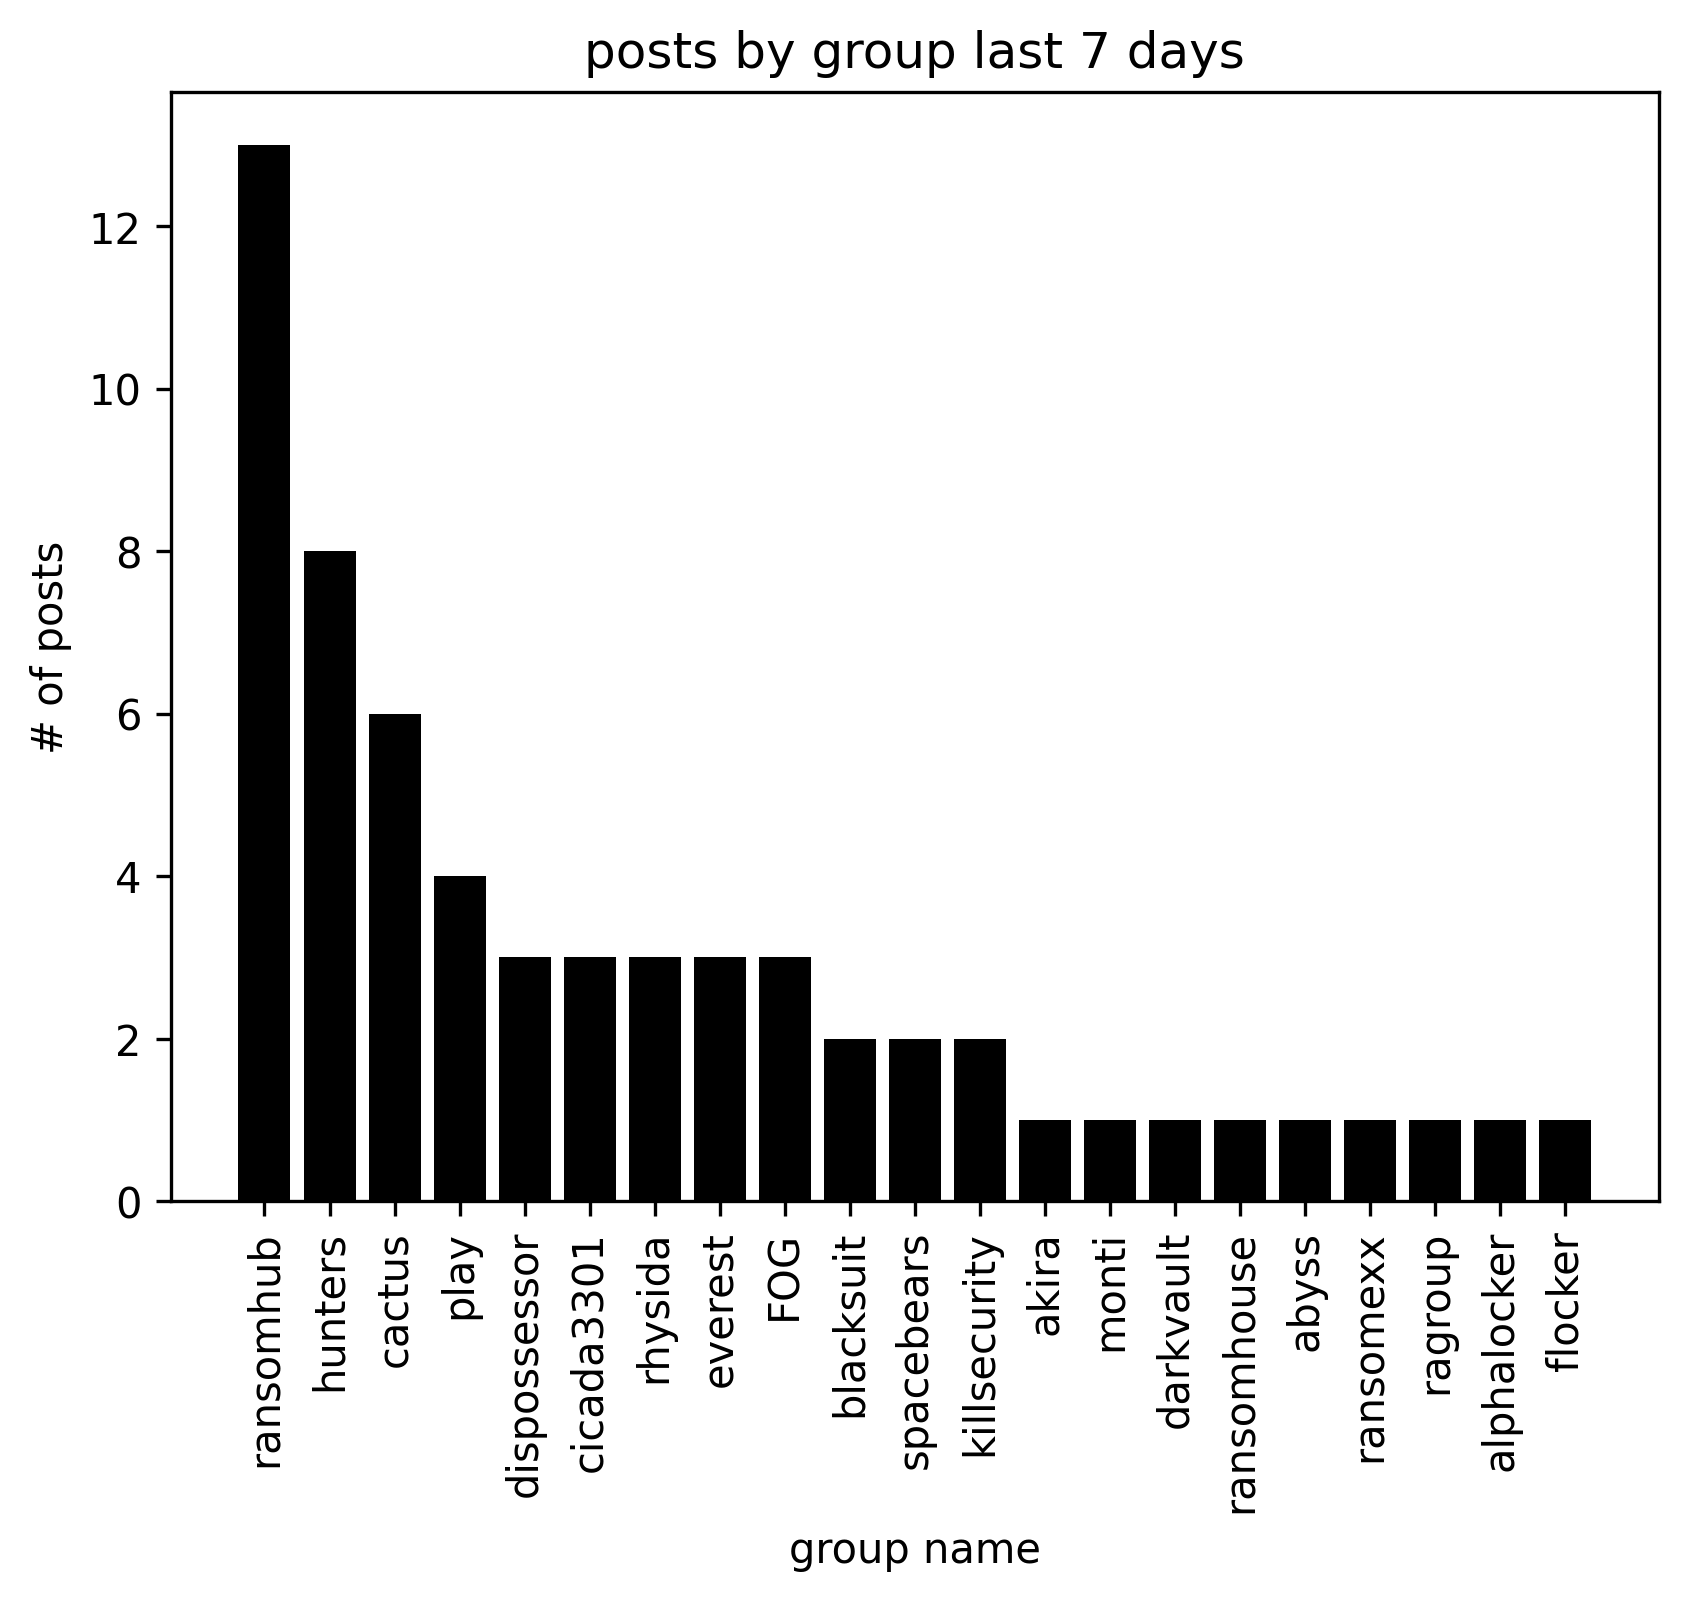 posts by group last 7 days
# of posts
12
10
8
6
4
2
0
ransomhub
hunters
cactus
play
dispossessor
cicada3301
rhysida
everest
FOG
blacksuit
spacebears
killsecurity
akira
monti
darkvault
ransomhouse
abyss
ransomexx
ragroup
alphalocker
flocker
group name